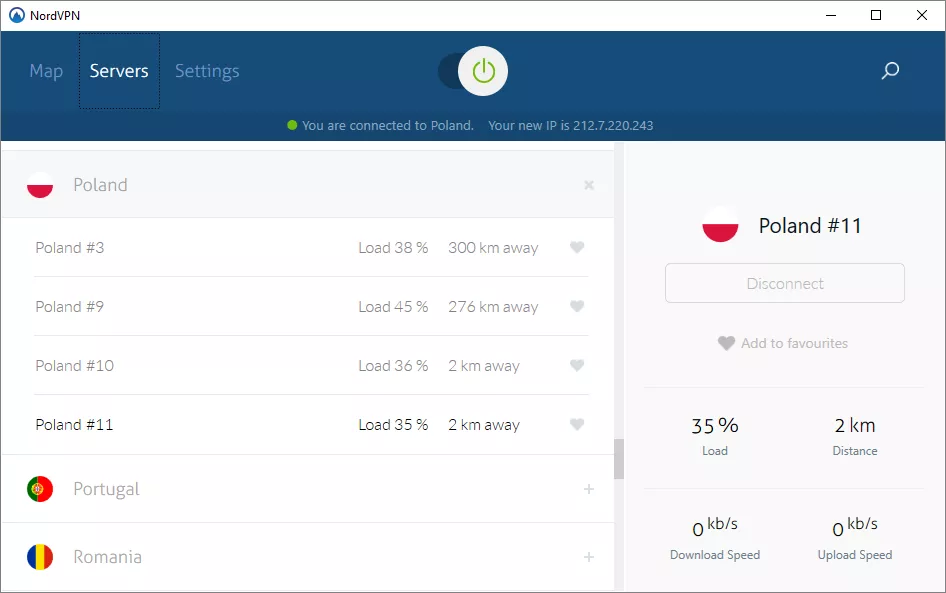 NordVPN
Map Servers Settings
You are connected to Poland. Your new IP is 212.7.220.243
Poland
Poland #3 Load 38 % 300 km away
Poland #9 Load 45 % 276 km away
Poland #10 Load 36 % 2 km away
Poland #11 Load 35 % 2 km away
Portugal
Romania
Poland #11
Disconnect
Add to favourites
35 % 2 km
Load Distance
0 kb/s 0 kb/s
Download Speed Upload Speed